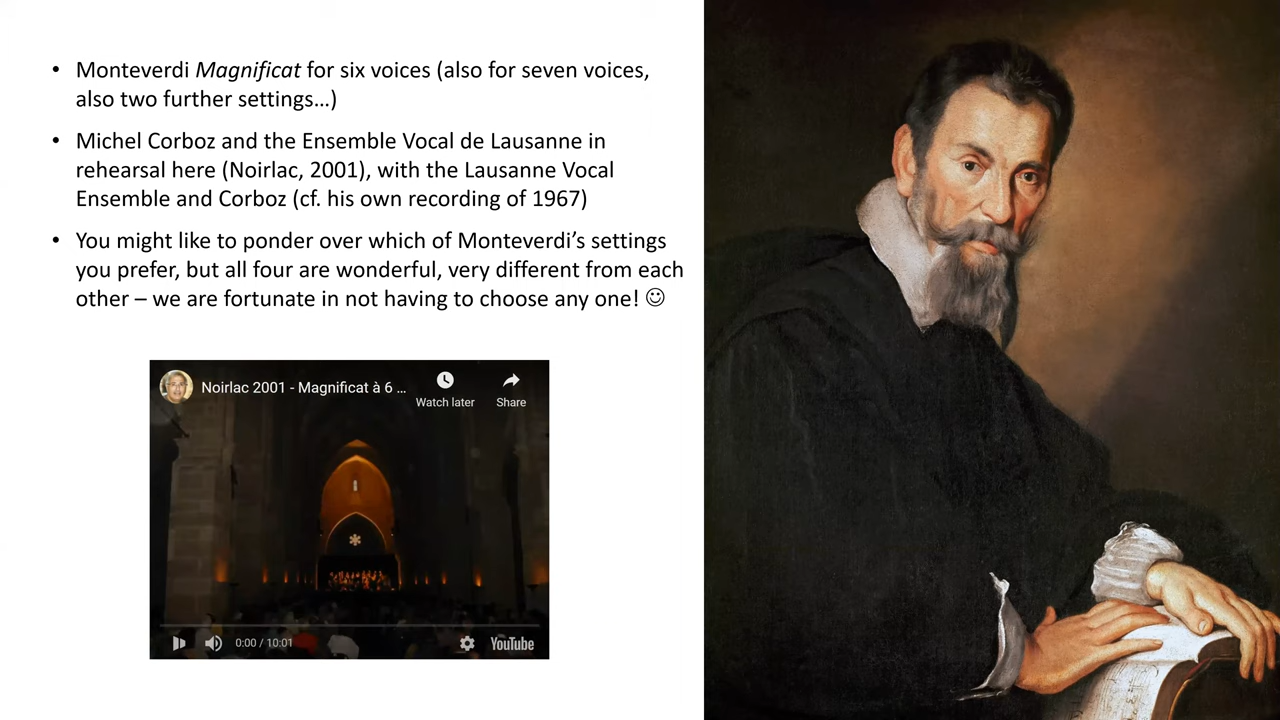 • Monteverdi Magnificat for six voices (also for seven voices,
also two further settings…)
• Michel Corboz and the Ensemble Vocal de Lausanne in
rehearsal here (Noirlac, 2001), with the Lausanne Vocal
Ensemble and Corboz (cf. his own recording of 1967)
• You might like to ponder over which of Monteverdi’s settings
you prefer, but all four are wonderful, very different from each
other – we are fortunate in not having to choose any one! ☺
Noirlac 2001 - Magnificat à 6 ...
Watch later
Share
0:00 / 10:01
YouTube